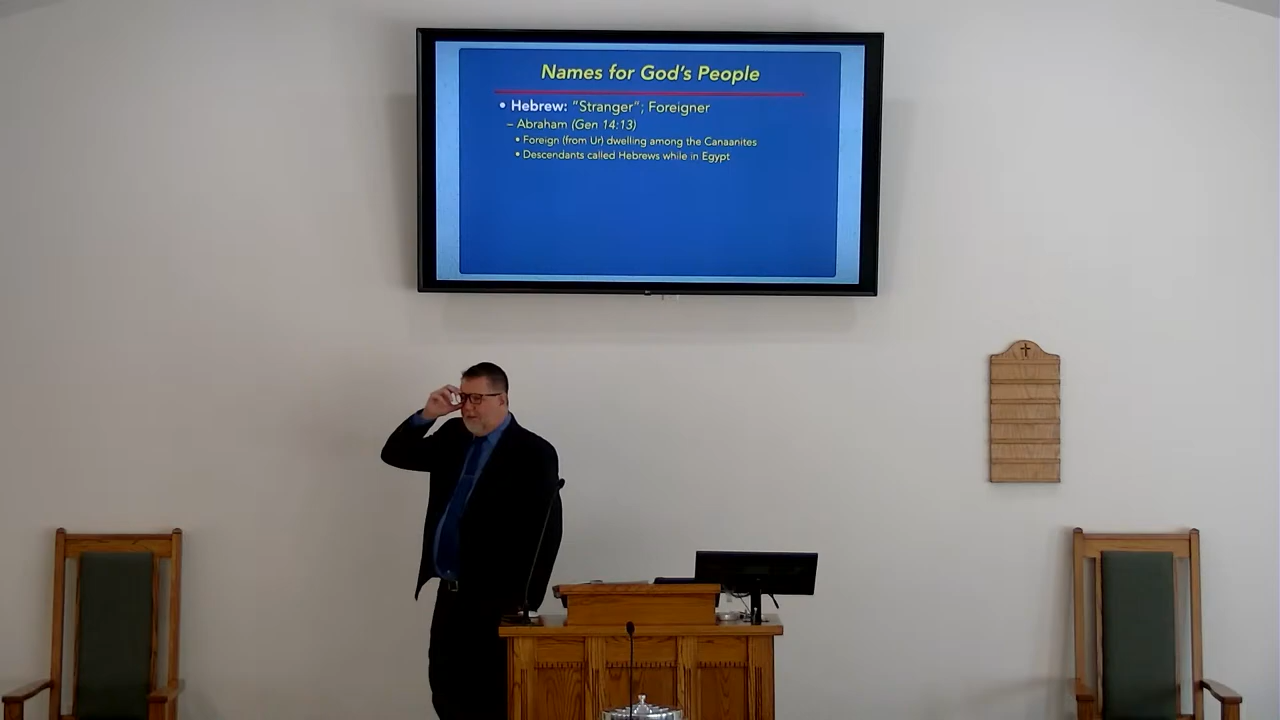 Names for God's People
• Hebrew: "Stranger"; Foreigner
– Abraham (Gen 14:13)
• Foreign (from Ur) dwelling among the Canaanites
• Descendants called Hebrews while in Egypt